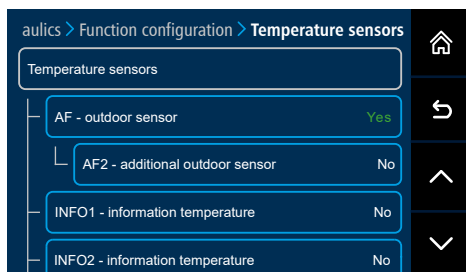 aulics > Function configuration > Temperature sensors
Temperature sensors
AF - outdoor sensor Yes
AF2 - additional outdoor sensor No
INFO1 - information temperature No
INFO2 - information temperature No